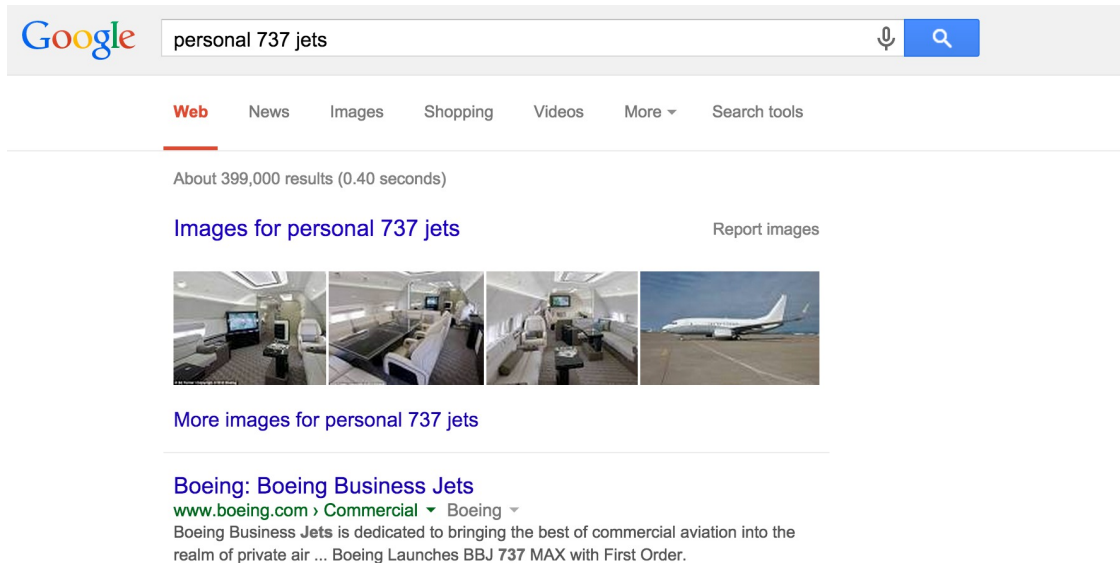 Google
personal 737 jets
Web News Images Shopping Videos More Search tools
About 399,000 results (0.40 seconds)
Images for personal 737 jets Report images
More images for personal 737 jets
Boeing: Boeing Business Jets
www.boeing.com › Commercial Boeing
Boeing Business Jets is dedicated to bringing the best of commercial aviation into the
realm of private air ... Boeing Launches BBJ 737 MAX with First Order.